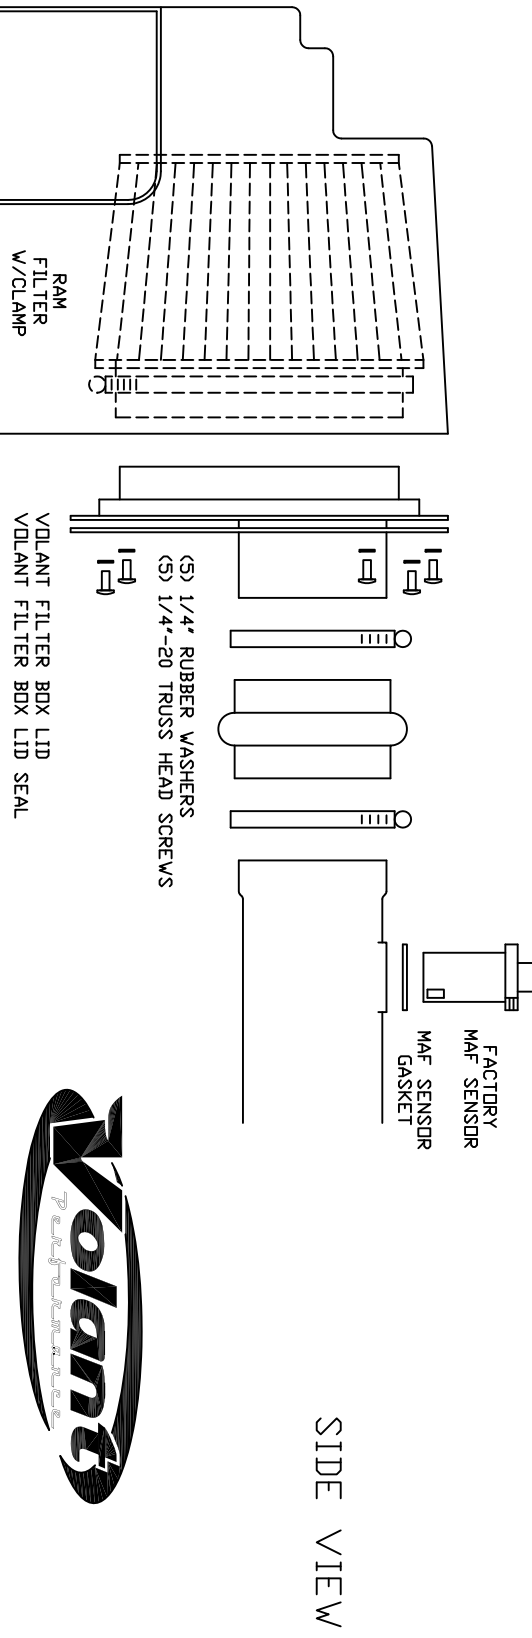 RAM
FILTER
W/CLAMP
VOLANT FILTER BOX LID
VOLANT FILTER BOX LID SEAL
(5) 1/4" RUBBER WASHERS
(5) 1/4"-20 TRUSS HEAD SCREWS
FACTORY
MAF SENSOR
MAF SENSOR
GASKET
Volant
Performance
SIDE VIEW